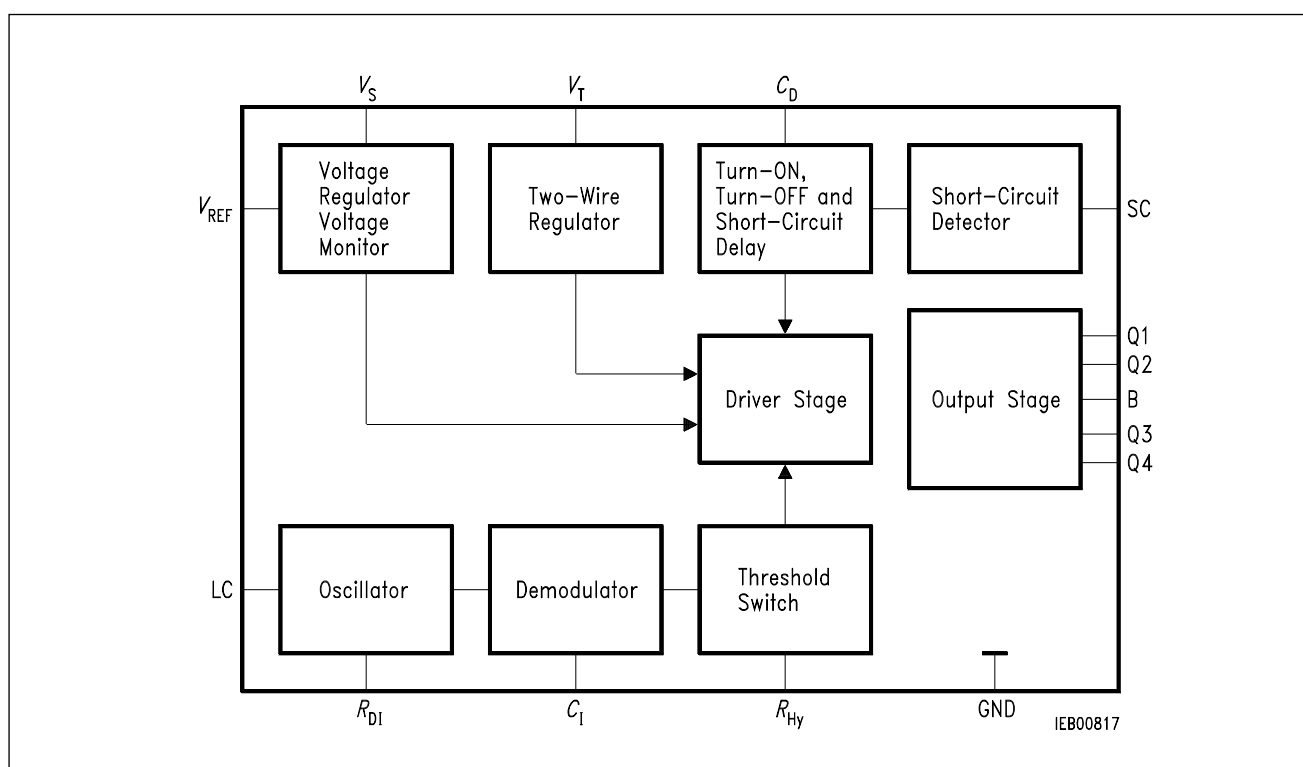 V_S
V_T
C_D
V_REF
Voltage
Regulator
Voltage
Monitor
Two-Wire
Regulator
Turn-ON,
Turn-OFF and
Short-Circuit
Delay
Short-Circuit
Detector
SC
Driver Stage
Output Stage
Q1
Q2
B
Q3
Q4
LC
Oscillator
Demodulator
Threshold
Switch
R_DI
C_I
R_Hy
GND
IEB00817